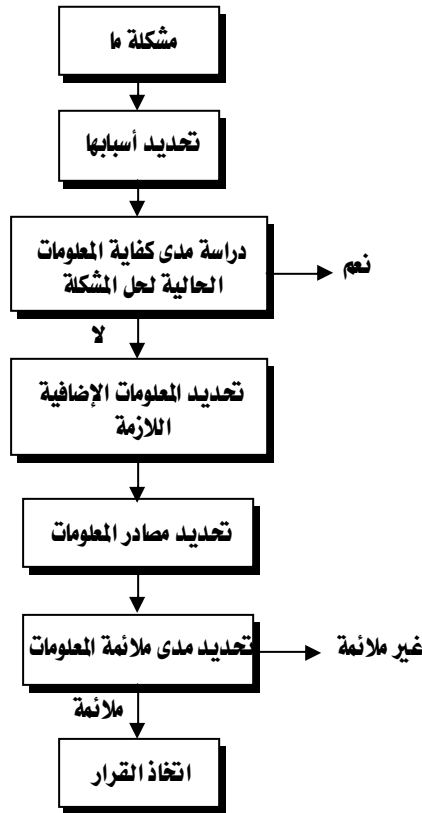 مشكلة ما
تحديد أسبابها
دراسة مدى كفاية المعلومات
الحالية لحل المشكلة
نعم
لا
تحديد المعلومات الإضافية
اللازمة
تحديد مصادر المعلومات
تحديد مدى ملائمة المعلومات
غير ملائمة
ملائمة
اتخاذ القرار